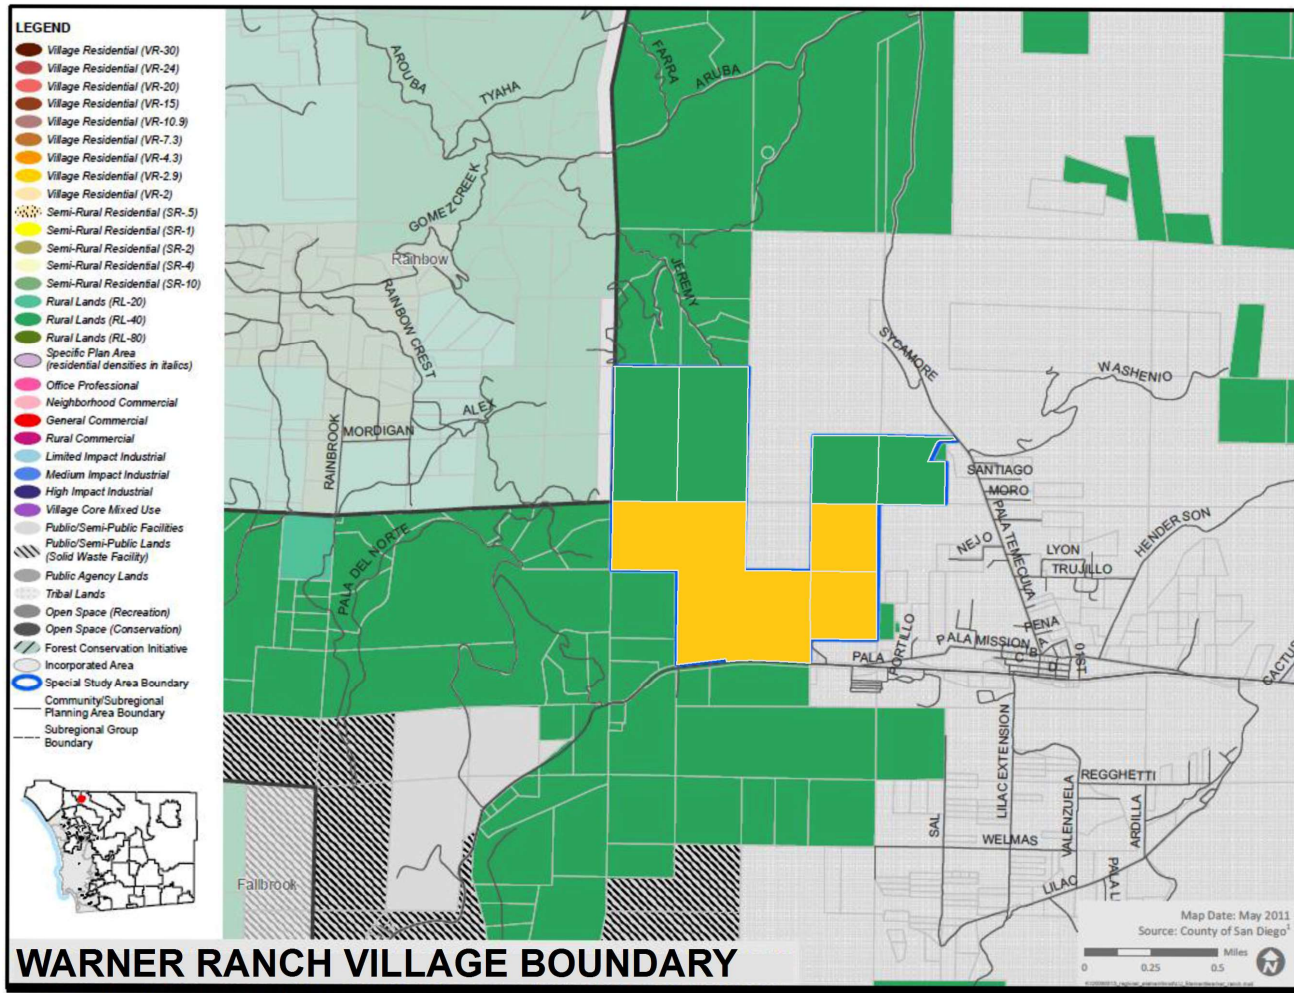 LEGEND
Village Residential (VR-30)
Village Residential (VR-24)
Village Residential (VR-20)
Village Residential (VR-15)
Village Residential (VR-10.9)
Village Residential (VR-7.3)
Village Residential (VR-4.3)
Village Residential (VR-2.9)
Village Residential (VR-2)
Semi-Rural Residential (SR-.5)
Semi-Rural Residential (SR-1)
Semi-Rural Residential (SR-2)
Semi-Rural Residential (SR-4)
Semi-Rural Residential (SR-10)
Rural Lands (RL-20)
Rural Lands (RL-40)
Rural Lands (RL-80)
Specific Plan Area
(residential densities in italics)
Office Professional
Neighborhood Commercial
General Commercial
Rural Commercial
Limited Impact Industrial
Medium Impact Industrial
High Impact Industrial
Village Core Mixed Use
Public/Semi-Public Facilities
Public/Semi-Public Lands
(Solid Waste Facility)
Public Agency Lands
Tribal Lands
Open Space (Recreation)
Open Space (Conservation)
Forest Conservation Initiative
Incorporated Area
Special Study Area Boundary
Community/Subregional
Planning Area Boundary
Subregional Group
Boundary
AROUBA
TYAHA
FARRA
ARUBA
GOMEZ CREEK
Rainbow
JEREMY
RAINBOW CREST
SYCAMORE
WASHENIO
ALEX
MORDIGAN
RAINBROOK
SANTIAGO
MORO
PALA TEMECULA
HENDERSON
NEJO
LYON
TRUJILLO
PALA DEL NORTE
PENA
PORTILLO
PALA MISSION
PALA
A
B
C
D
1ST
CACTUS
LILAC EXTENSION
REGGHETTI
SAL
VALENZUELA
ARDILLA
WELMAS
LILAC
PALA L
Fallbrook
Map Date: May 2011
Source: County of San Diego1
Miles
0 0.25 0.5
N
WARNER RANCH VILLAGE BOUNDARY